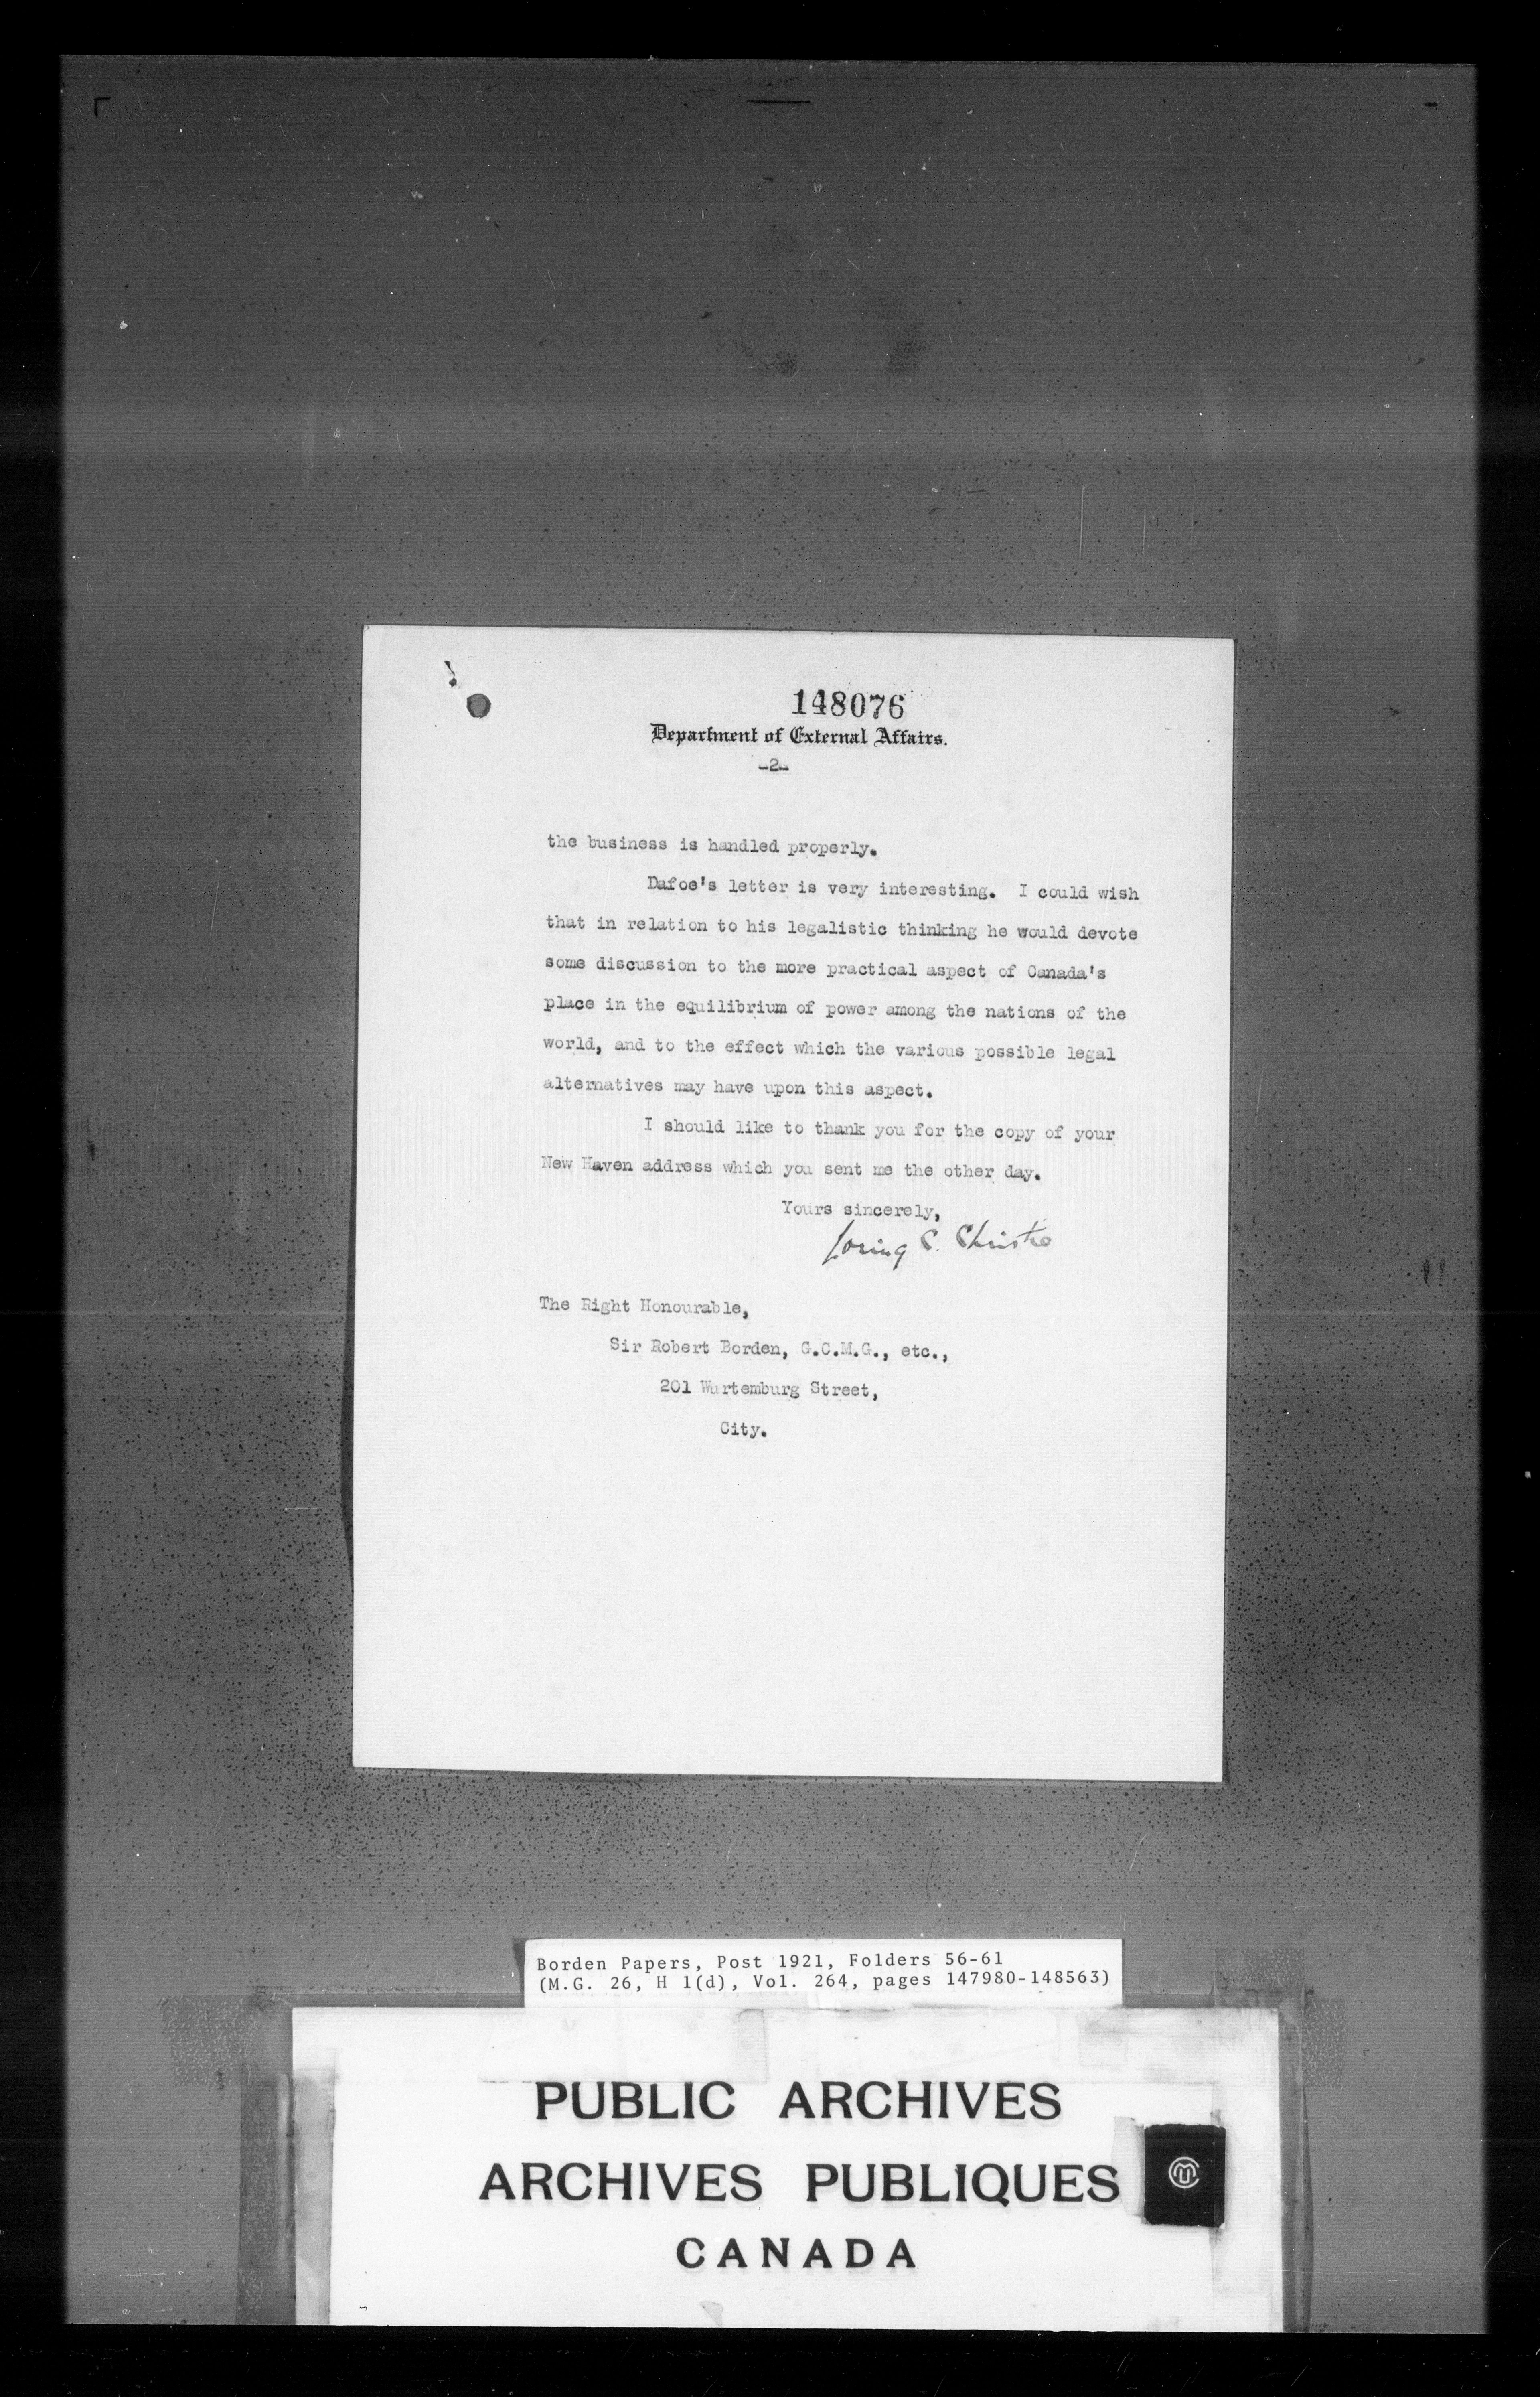 148076
Department of External Affairs.
-2-
the business is handled properly.
Dafoe's letter is very interesting. I could wish
that in relation to his legalistic thinking he would devote
some discussion to the more practical aspect of Canada's
place in the equilibrium of power among the nations of the
world, and to the effect which the various possible legal
alternatives may have upon this aspect.
I should like to thank you for the copy of your
New Haven address which you sent me the other day.
Yours sincerely,
Loring C. Christie
The Right Honourable,
Sir Robert Borden, G.C.M.G., etc.,
201 Wurtemburg Street,
City.
Borden Papers, Post 1921, Folders 56-61
(M.G. 26, H 1(d), Vol. 264, pages 147980-148563)
PUBLIC ARCHIVES
ARCHIVES PUBLIQUES
CANADA